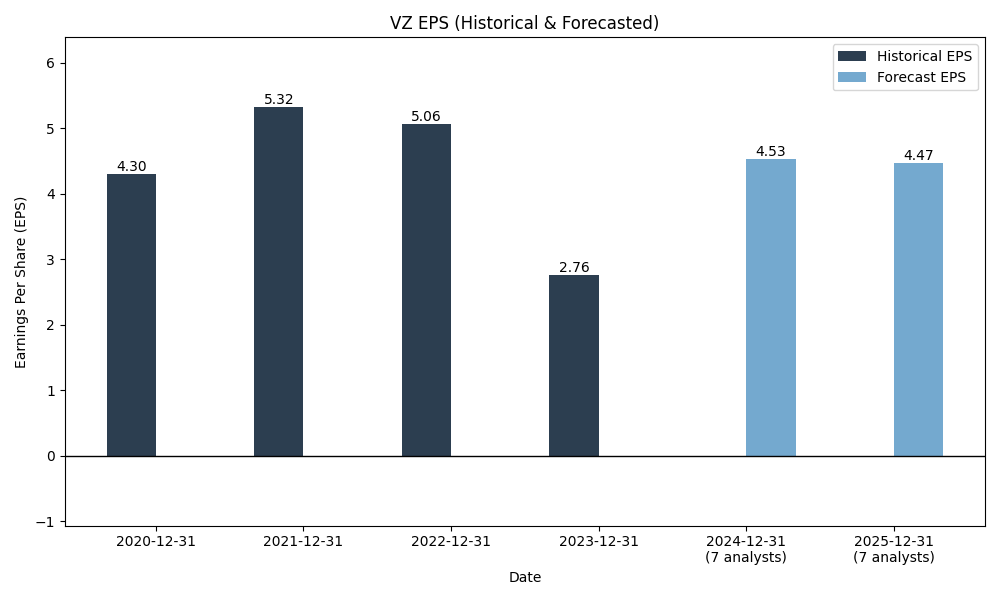 VZ EPS (Historical & Forecasted)
Historical EPS
Forecast EPS
Earnings Per Share (EPS)
6
5
4
3
2
1
0
−1
4.30
5.32
5.06
2.76
4.53
4.47
2020-12-31
2021-12-31
2022-12-31
2023-12-31
2024-12-31
(7 analysts)
2025-12-31
(7 analysts)
Date